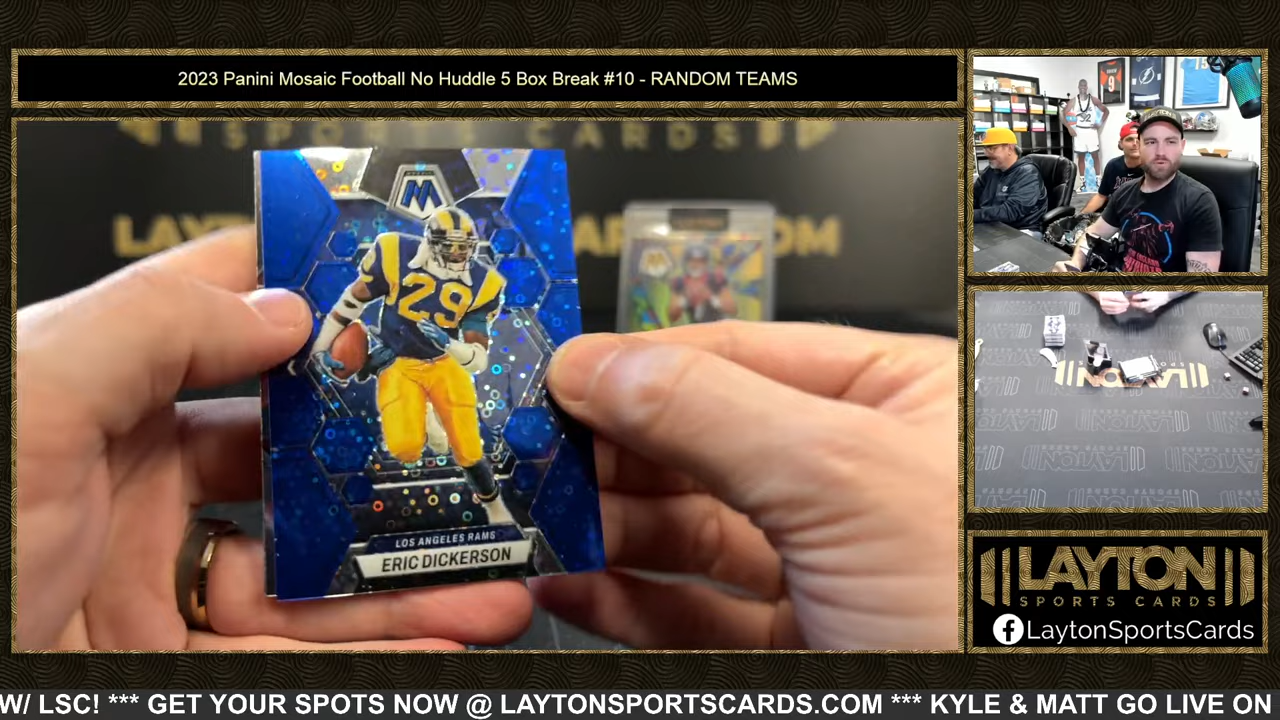 2023 Panini Mosaic Football No Huddle 5 Box Break #10 - RANDOM TEAMS
29
LOS ANGELES RAMS
ERIC DICKERSON
LAYTON
SPORTS CARDS
LaytonSportsCards
W/ LSC! *** GET YOUR SPOTS NOW @ LAYTONSPORTSCARDS.COM *** KYLE & MATT GO LIVE ON